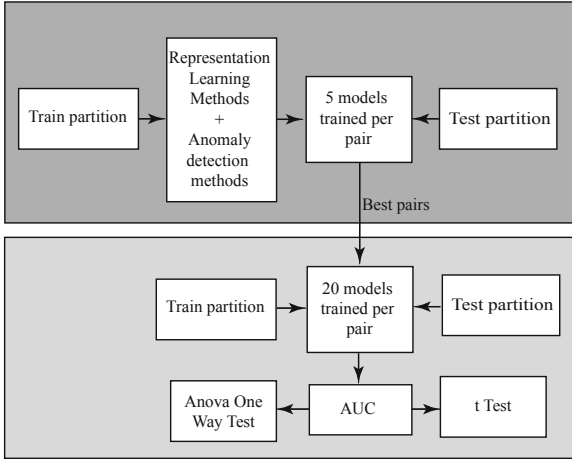 Representation
Learning
Methods
+
Anomaly
detection
methods
Train partition
5 models
trained per
pair
Test partition
Best pairs
20 models
trained per
pair
Train partition
Test partition
Anova One
Way Test
AUC
t Test